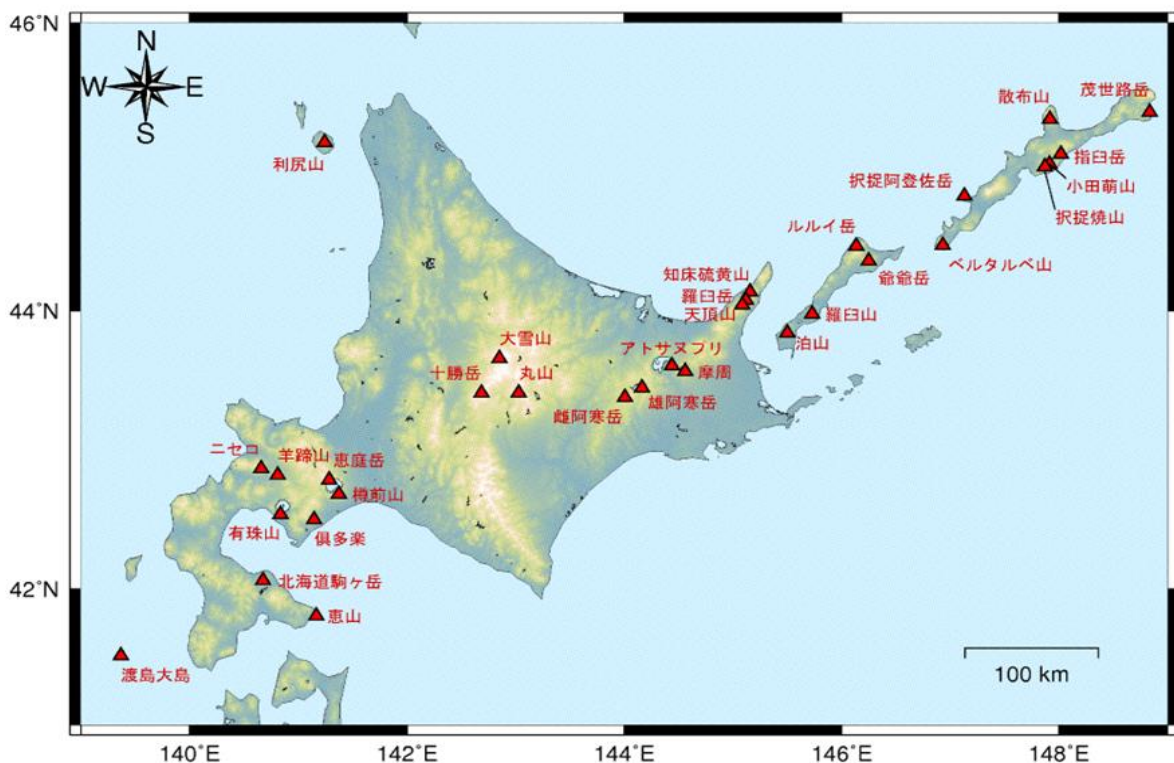 46°N
N
W E
S
茂世路岳
散布山
利尻山
指臼岳
小田萌山
択捉阿登佐岳
択捉焼山
ルルイ岳
ベルタルベ山
爺爺岳
知床硫黄山
羅臼岳
天頂山
44°N
羅臼山
泊山
大雪山
アトサヌプリ
十勝岳
丸山
摩周
雄阿寒岳
雌阿寒岳
ニセコ
羊蹄山
恵庭岳
樽前山
有珠山
倶多楽
42°N
北海道駒ヶ岳
恵山
渡島大島
100 km
140°E
142°E
144°E
146°E
148°E